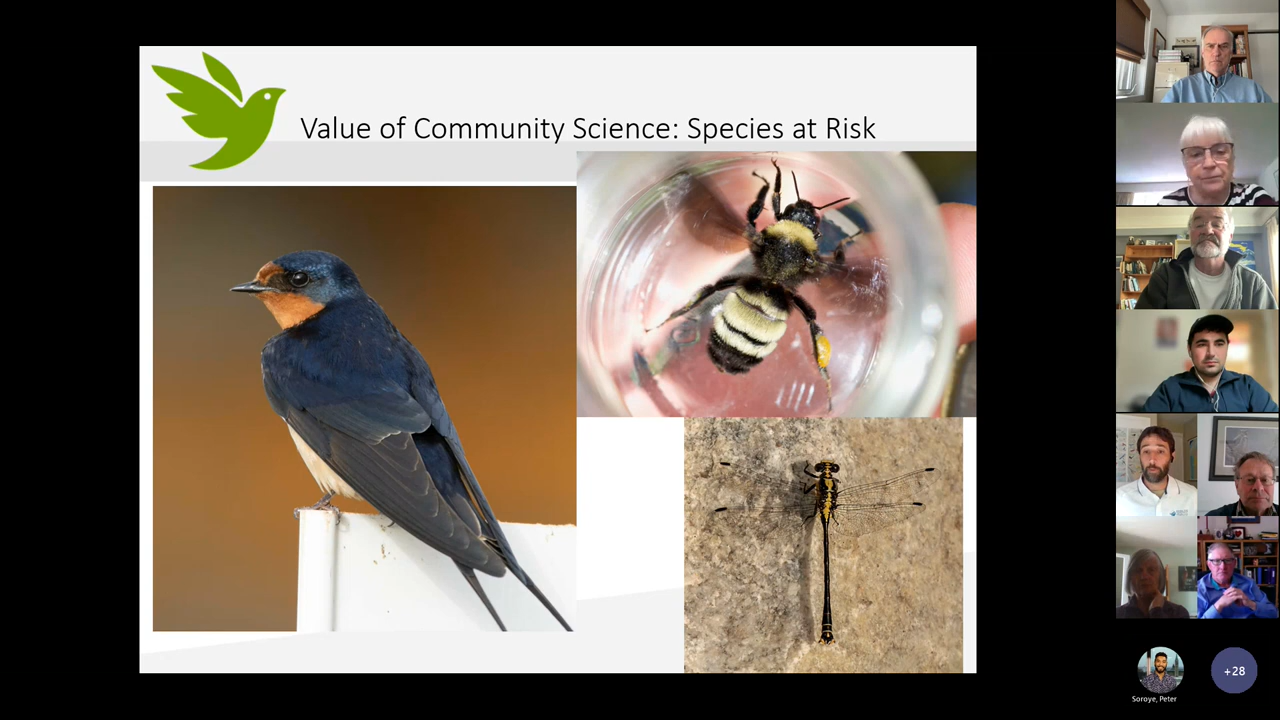 Value of Community Science: Species at Risk
Soroye, Peter
+28